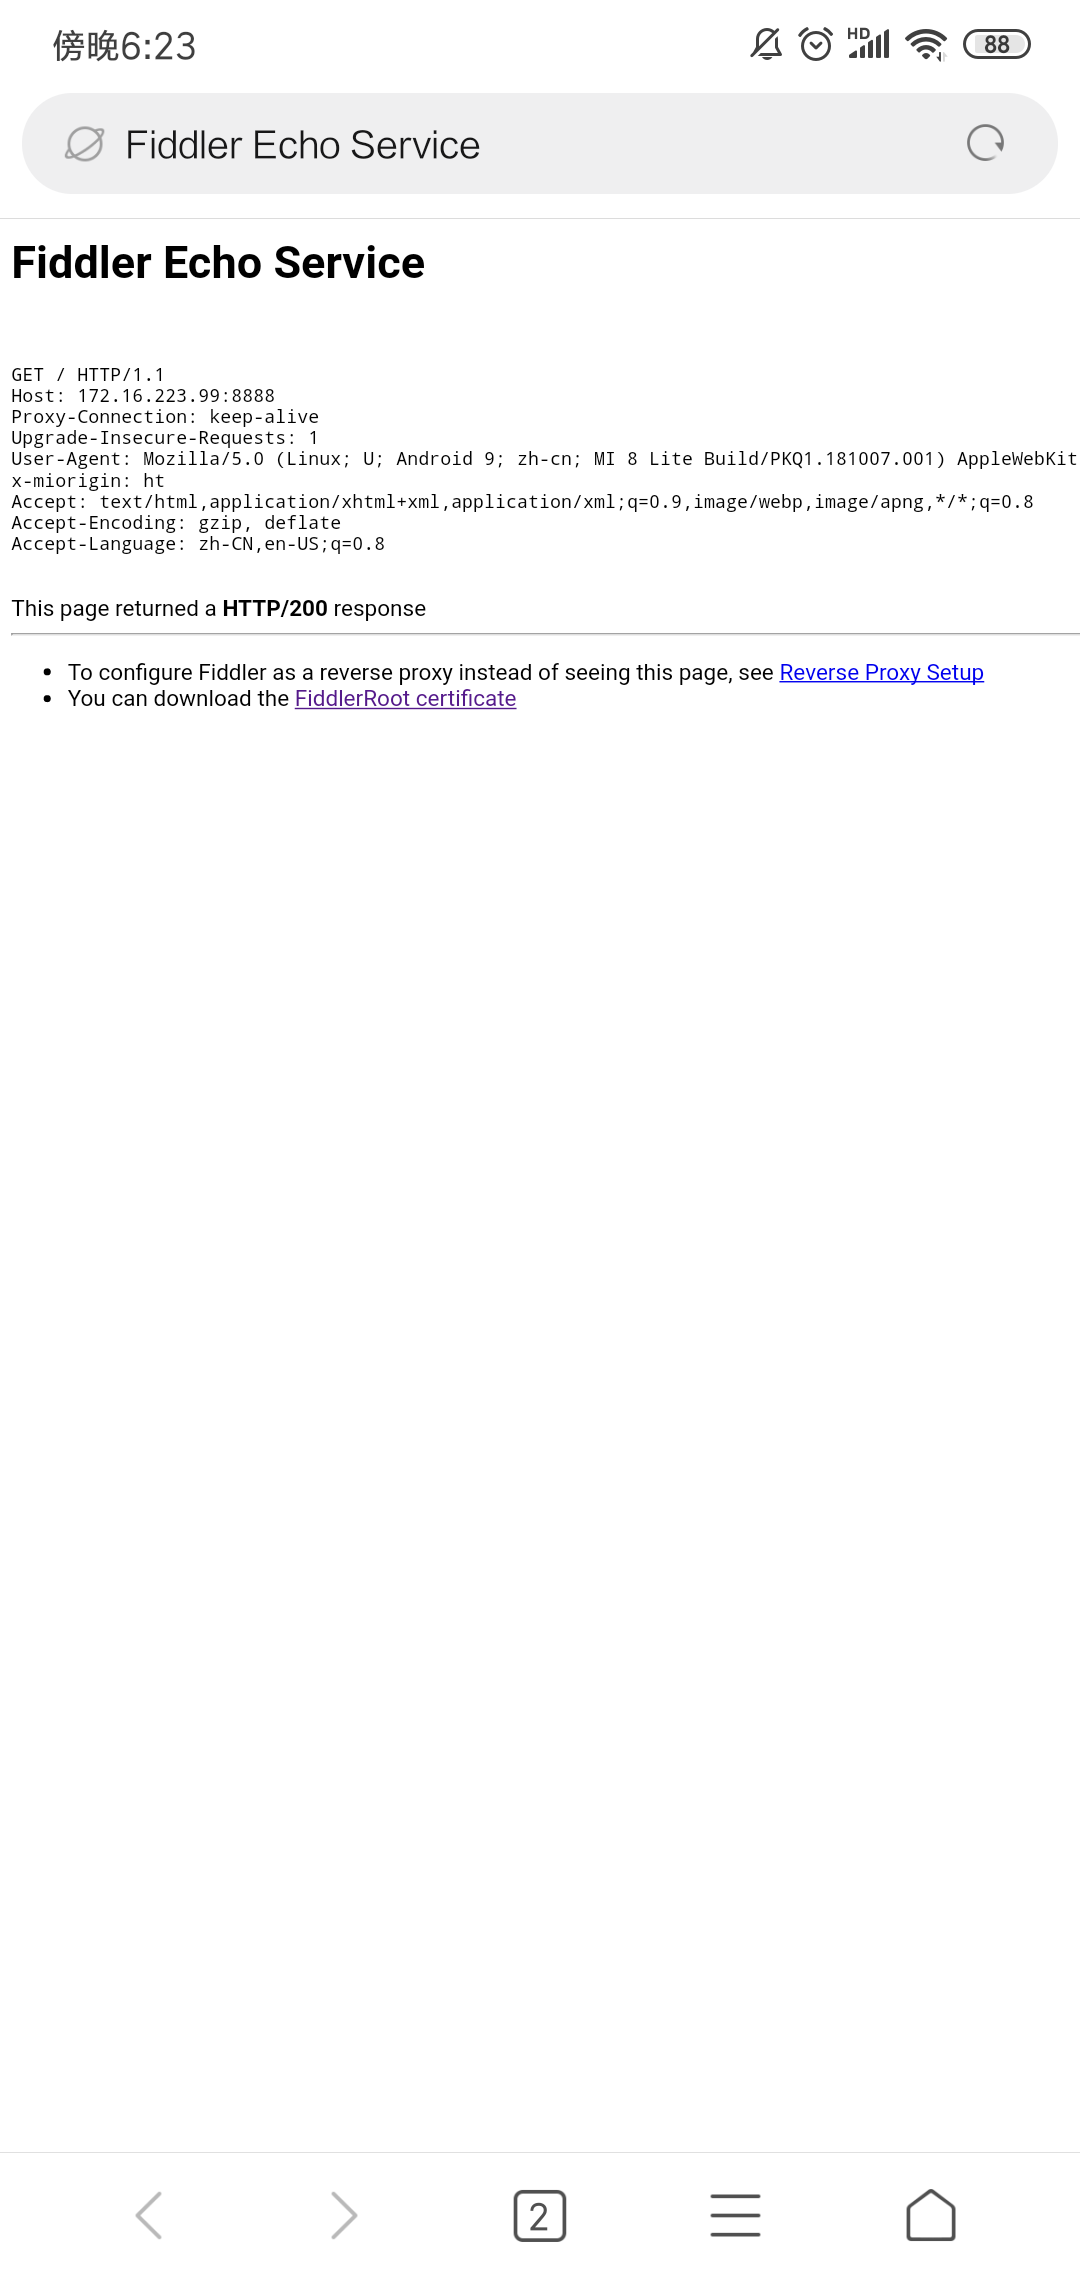 傍晚6:23
HD
88
Fiddler Echo Service
Fiddler Echo Service
GET / HTTP/1.1
Host: 172.16.223.99:8888
Proxy-Connection: keep-alive
Upgrade-Insecure-Requests: 1
User-Agent: Mozilla/5.0 (Linux; U; Android 9; zh-cn; MI 8 Lite Build/PKQ1.181007.001) AppleWebKit
x-miorigin: ht
Accept: text/html,application/xhtml+xml,application/xml;q=0.9,image/webp,image/apng,*/*;q=0.8
Accept-Encoding: gzip, deflate
Accept-Language: zh-CN,en-US;q=0.8
This page returned a HTTP/200 response
• To configure Fiddler as a reverse proxy instead of seeing this page, see Reverse Proxy Setup
• You can download the FiddlerRoot certificate
2